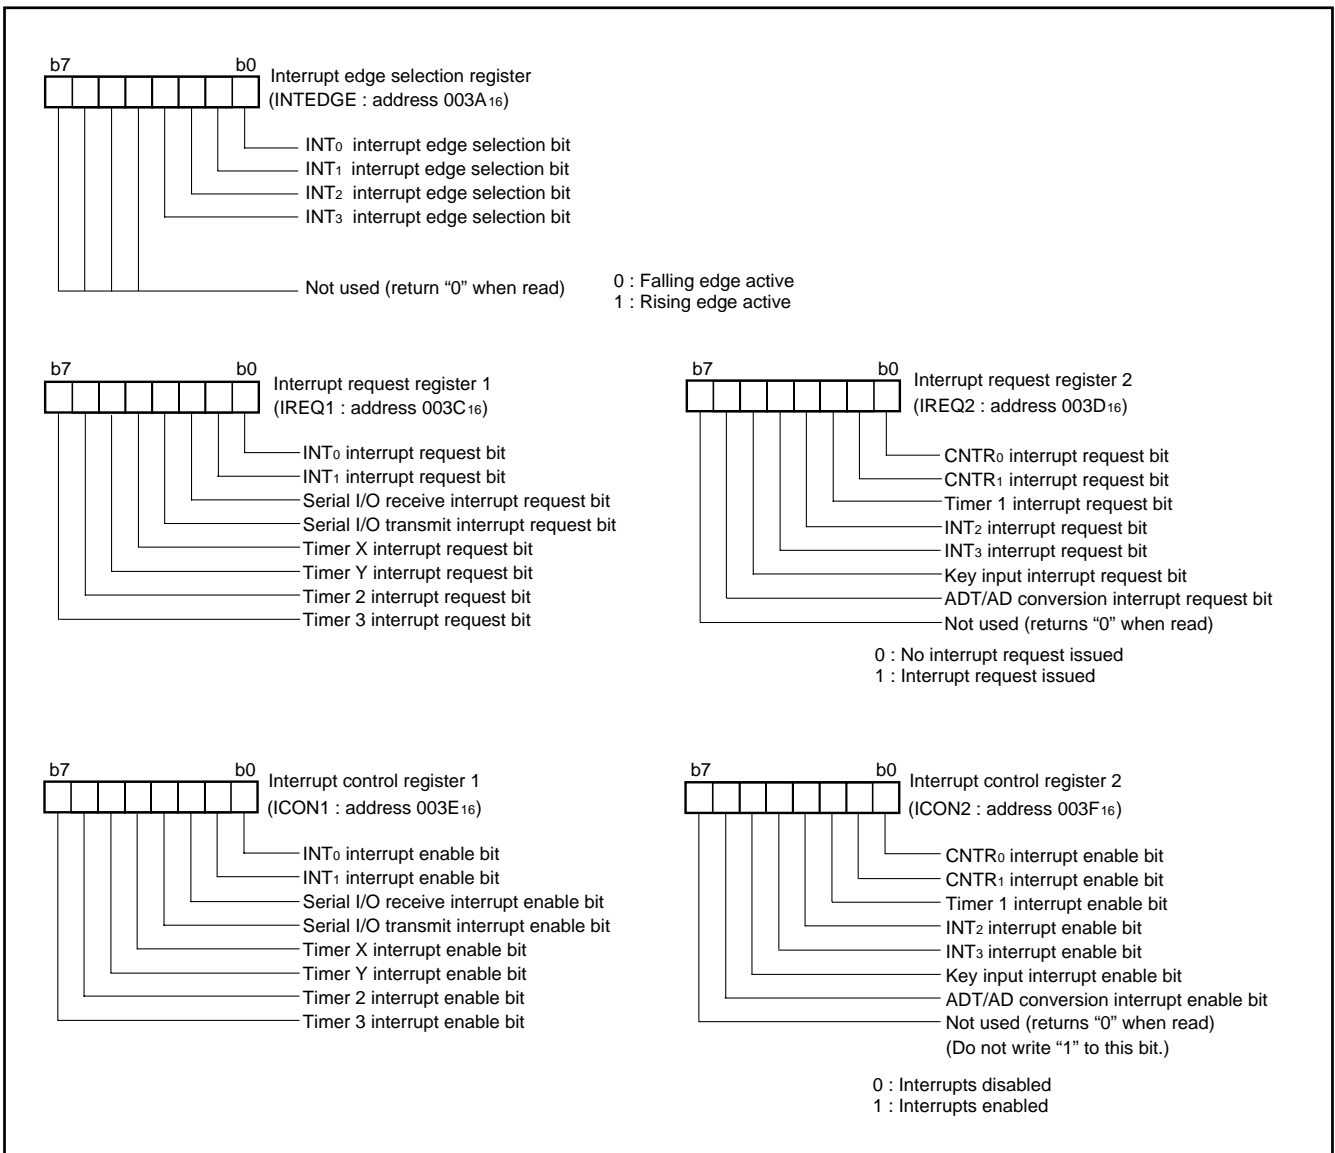 b7 b0
Interrupt edge selection register
(INTEDGE : address 003A16)
INT0 interrupt edge selection bit
INT1 interrupt edge selection bit
INT2 interrupt edge selection bit
INT3 interrupt edge selection bit
Not used (return “0” when read)
0 : Falling edge active
1 : Rising edge active
b7 b0
Interrupt request register 1
(IREQ1 : address 003C16)
INT0 interrupt request bit
INT1 interrupt request bit
Serial I/O receive interrupt request bit
Serial I/O transmit interrupt request bit
Timer X interrupt request bit
Timer Y interrupt request bit
Timer 2 interrupt request bit
Timer 3 interrupt request bit
b7 b0
Interrupt request register 2
(IREQ2 : address 003D16)
CNTR0 interrupt request bit
CNTR1 interrupt request bit
Timer 1 interrupt request bit
INT2 interrupt request bit
INT3 interrupt request bit
Key input interrupt request bit
ADT/AD conversion interrupt request bit
Not used (returns “0” when read)
0 : No interrupt request issued
1 : Interrupt request issued
b7 b0
Interrupt control register 1
(ICON1 : address 003E16)
INT0 interrupt enable bit
INT1 interrupt enable bit
Serial I/O receive interrupt enable bit
Serial I/O transmit interrupt enable bit
Timer X interrupt enable bit
Timer Y interrupt enable bit
Timer 2 interrupt enable bit
Timer 3 interrupt enable bit
b7 b0
Interrupt control register 2
(ICON2 : address 003F16)
CNTR0 interrupt enable bit
CNTR1 interrupt enable bit
Timer 1 interrupt enable bit
INT2 interrupt enable bit
INT3 interrupt enable bit
Key input interrupt enable bit
ADT/AD conversion interrupt enable bit
Not used (returns “0” when read)
(Do not write “1” to this bit.)
0 : Interrupts disabled
1 : Interrupts enabled